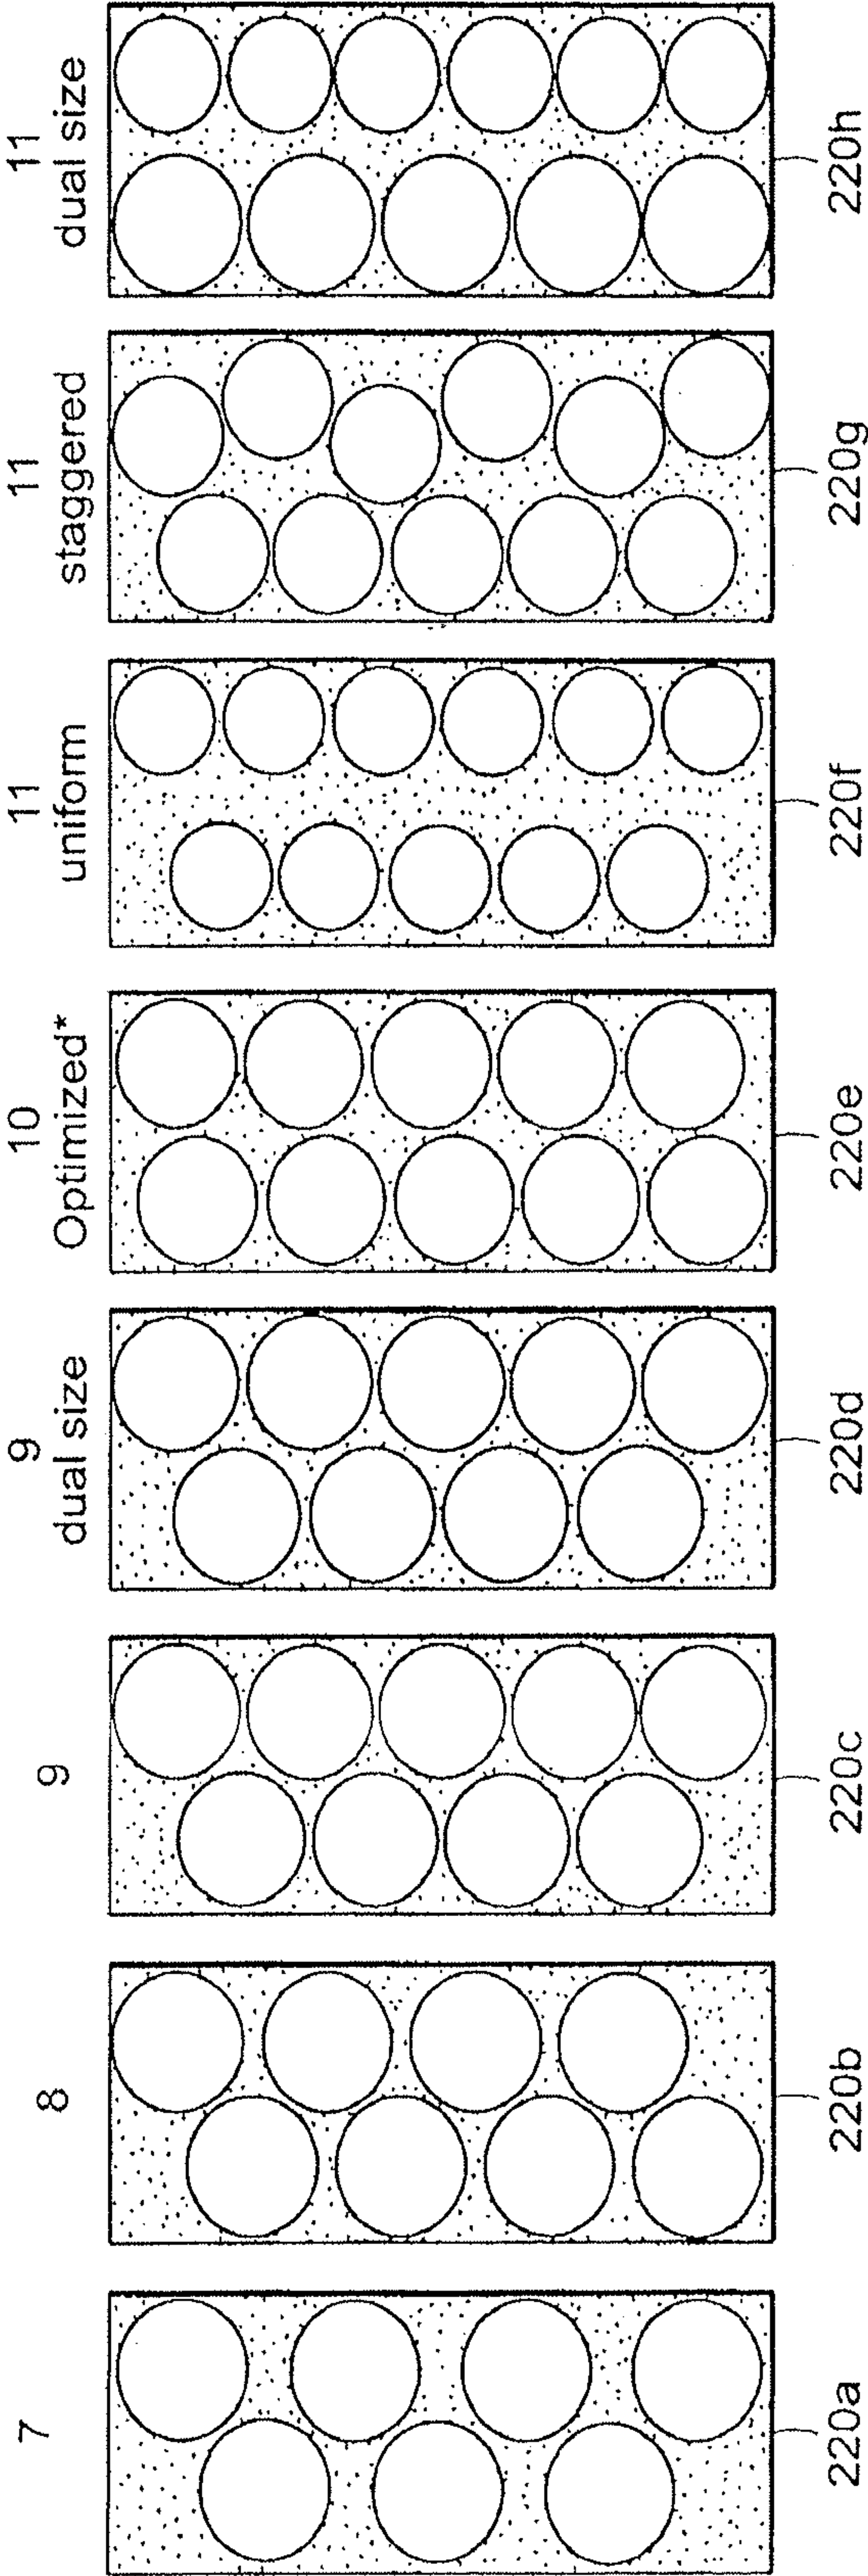 7
220a
8
220b
9
220c
9
dual size
220d
10
Optimized*
220e
11
uniform
220f
11
staggered
220g
11
dual size
220h